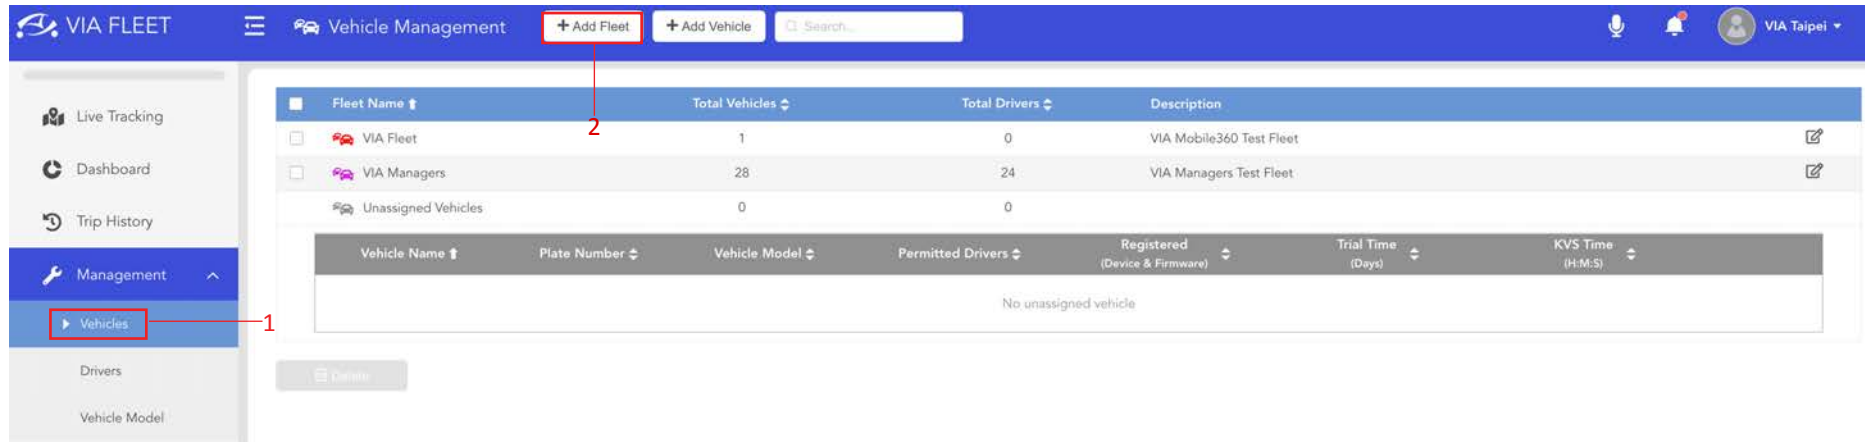 VIA FLEET
Vehicle Management
+ Add Fleet
+ Add Vehicle
Search...
VIA Taipei
Live Tracking
Dashboard
Trip History
Management
Vehicles
1
Drivers
Vehicle Model
2
Fleet Name Total Vehicles Total Drivers Description
VIA Fleet 1 0 VIA Mobile360 Test Fleet
VIA Managers 28 24 VIA Managers Test Fleet
Unassigned Vehicles 0 0
Vehicle Name Plate Number Vehicle Model Permitted Drivers Registered (Device & Firmware) Trial Time (Days) KVS Time (H:M:S)
No unassigned vehicle
Delete